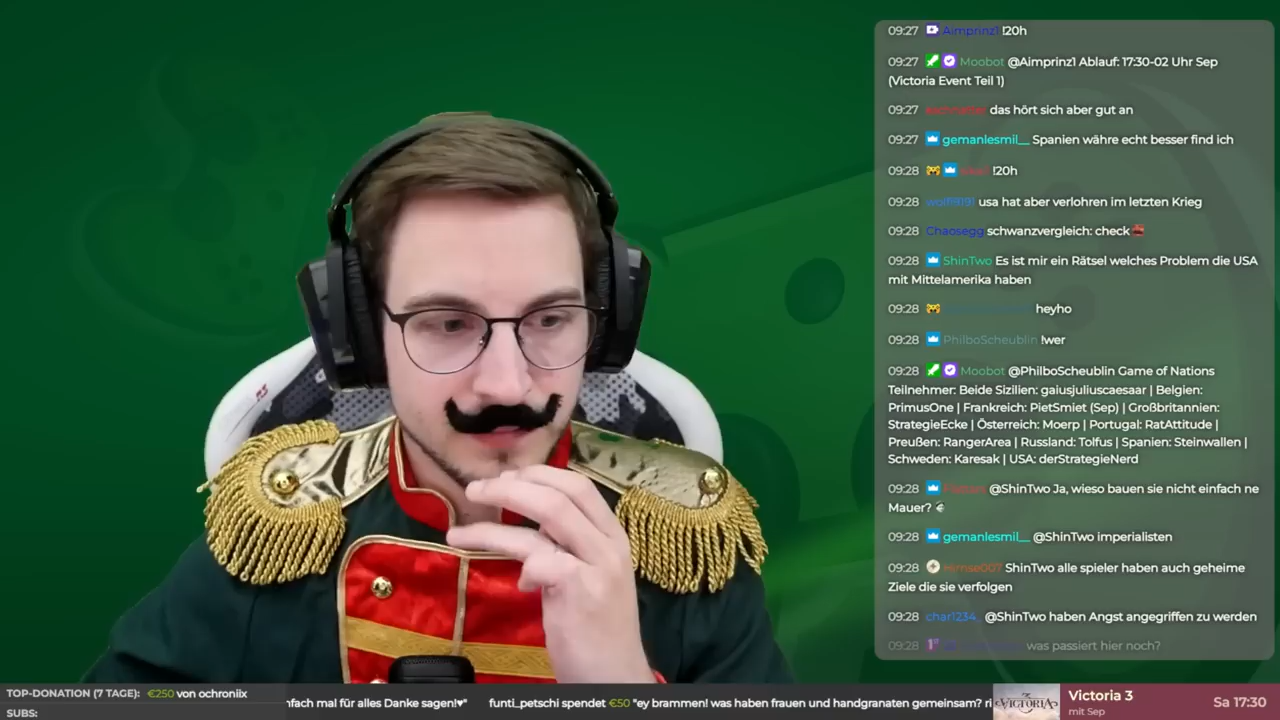 09:27 Aimprinz1 !20h
09:27 Moobot @Aimprinz1 Ablauf: 17:30-02 Uhr Sep
(Victoria Event Teil 1)
09:27 das hört sich aber gut an
09:27 gemanlesmil__ Spanien währe echt besser find ich
09:28 !20h
09:28 usa hat aber verlohren im letzten Krieg
09:28 Chaosegg schwanzvergleich: check
09:28 ShinTwo Es ist mir ein Rätsel welches Problem die USA
mit Mittelamerika haben
09:28 heyho
09:28 PhilboScheublin !wer
09:28 Moobot @PhilboScheublin Game of Nations
Teilnehmer: Beide Sizilien: gaiusjuliuscaesaar | Belgien:
PrimusOne | Frankreich: PietSmiet (Sep) | Großbritannien:
StrategieEcke | Österreich: Moerp | Portugal: RatAttitude |
Preußen: RangerArea | Russland: Tolfus | Spanien: Steinwallen |
Schweden: Karesak | USA: derStrategieNerd
09:28 @ShinTwo Ja, wieso bauen sie nicht einfach ne
Mauer?
09:28 gemanlesmil__ @ShinTwo imperialisten
09:28 ShinTwo alle spieler haben auch geheime
Ziele die sie verfolgen
09:28 char1234_ @ShinTwo haben Angst angegriffen zu werden
09:28 was passiert hier noch?
TOP-DONATION (7 TAGE): €250 von ochroniix
SUBS:
nfach mal für alles Danke sagen!♥" funti_petschi spendet €50 "ey brammen! was haben frauen und handgranaten gemeinsam? ri
VICTORIA
Victoria 3
mit Sep
Sa 17:30